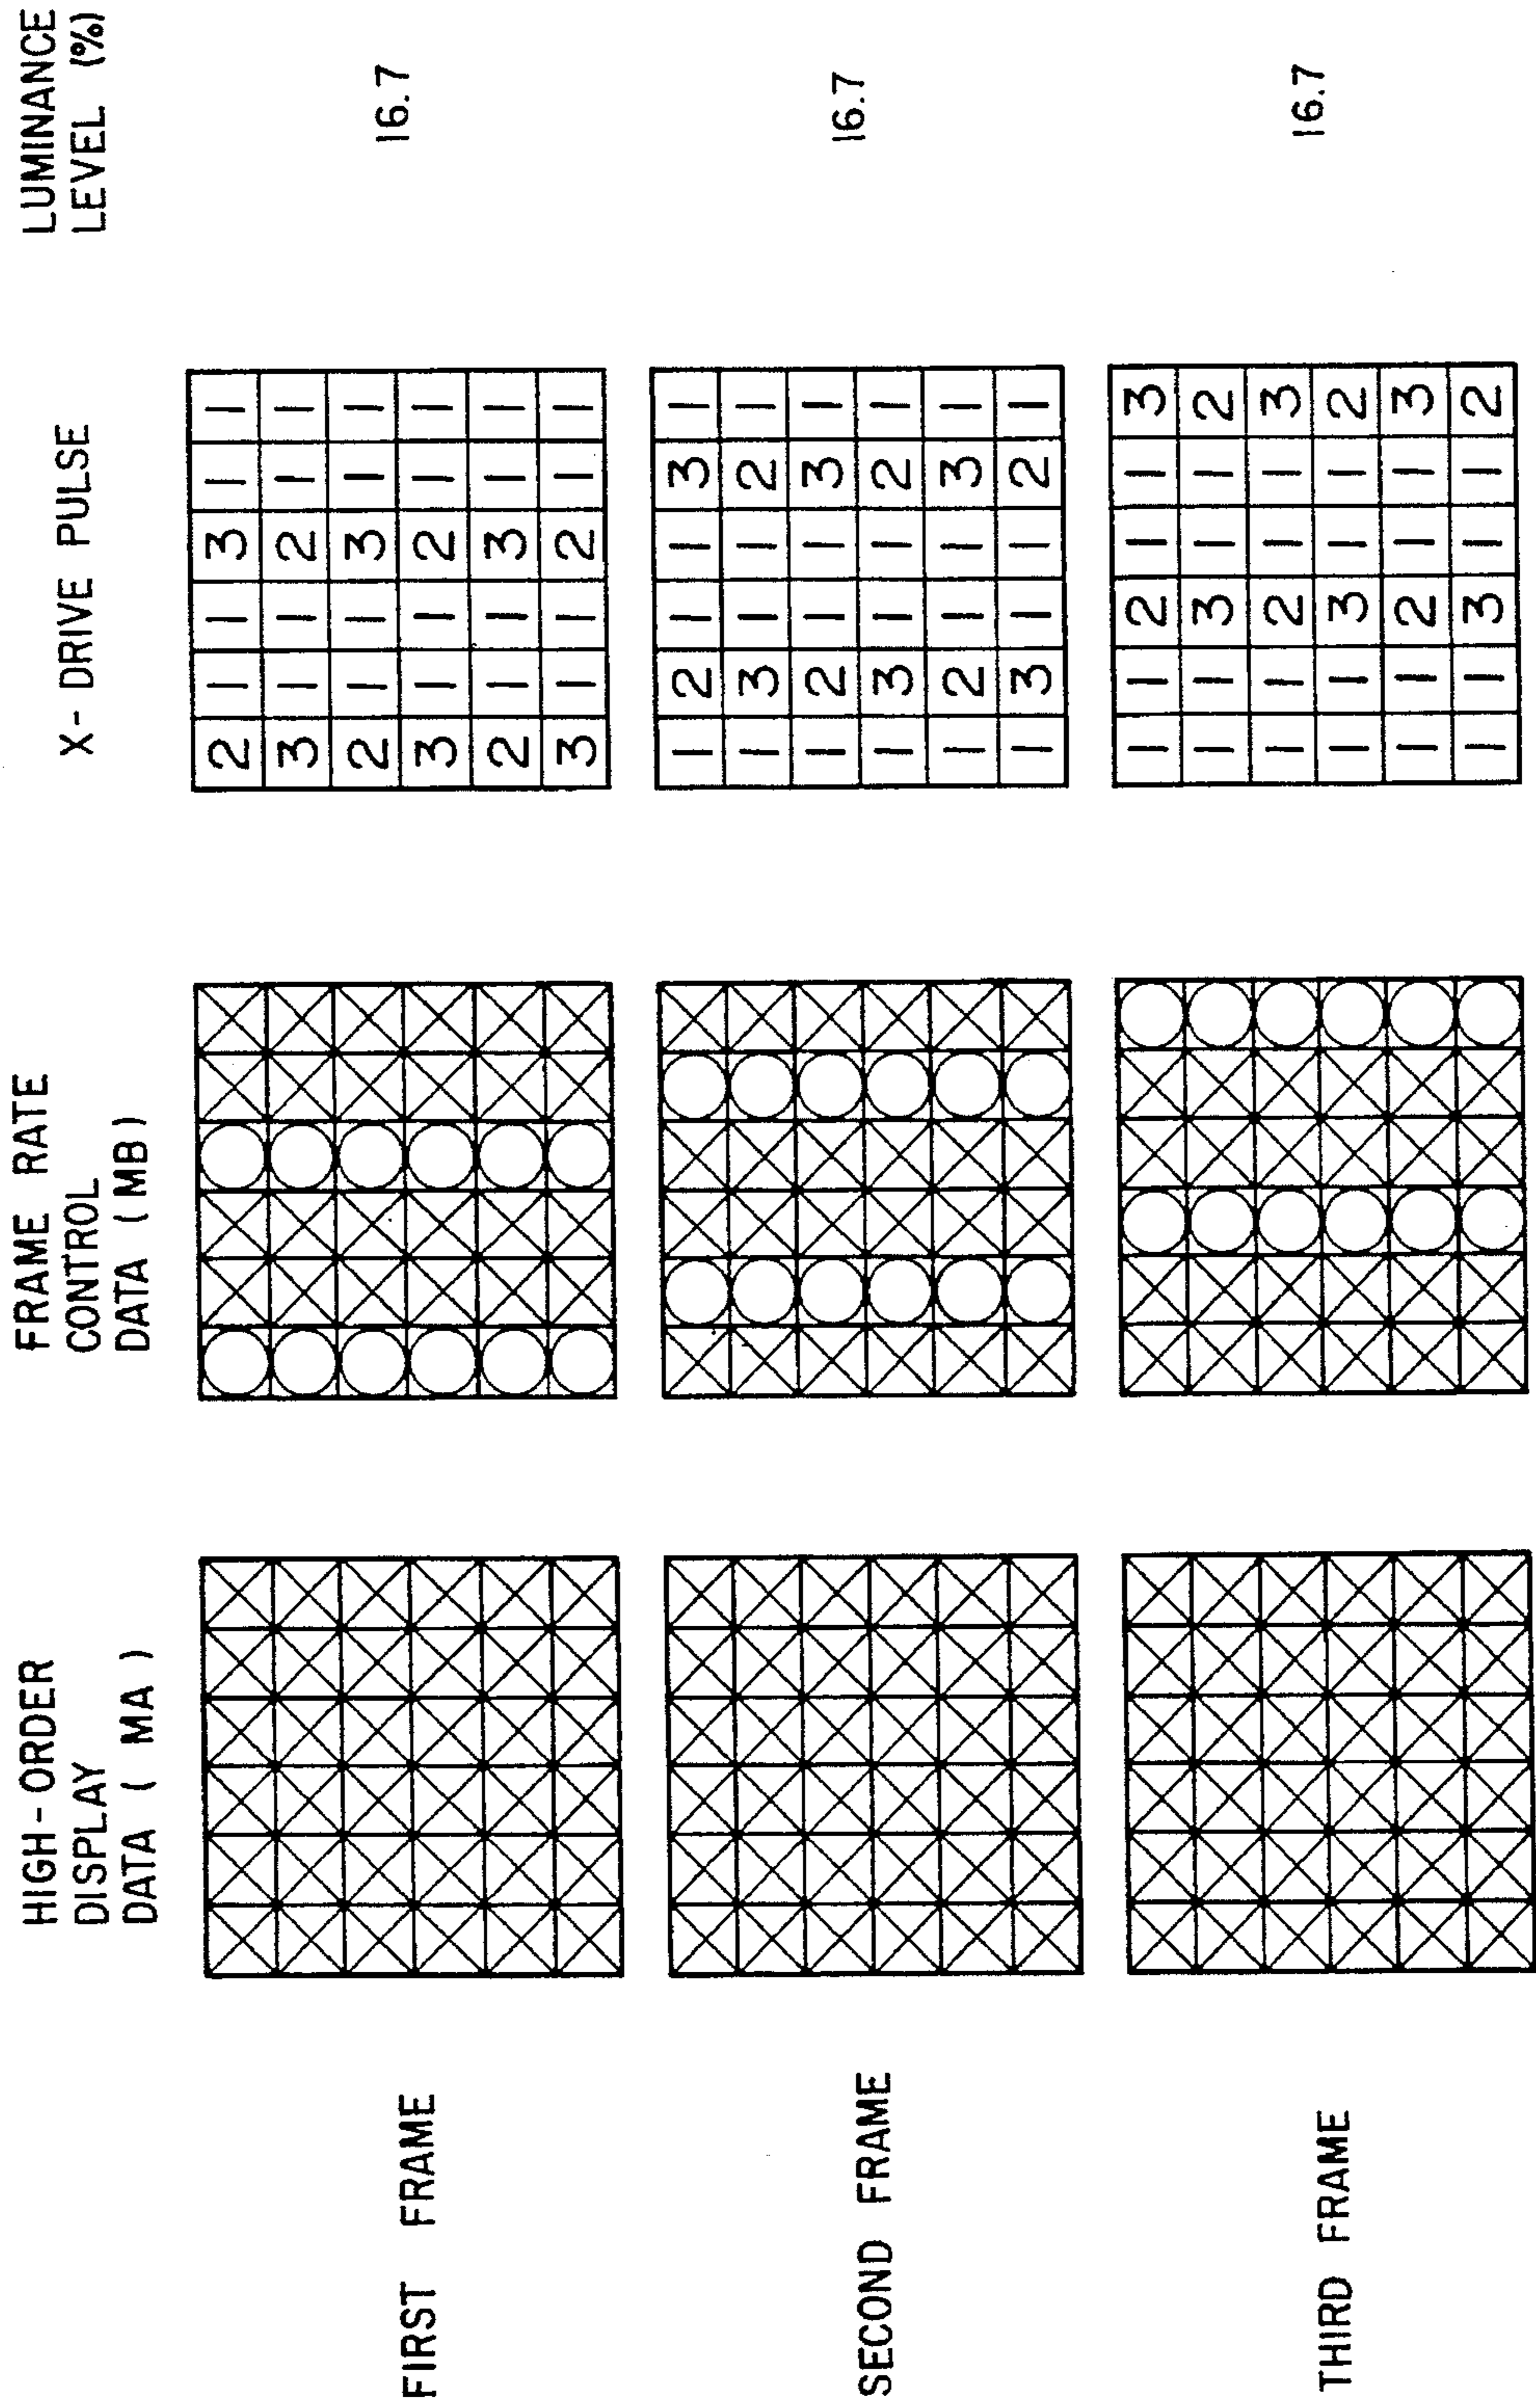 HIGH-ORDER
DISPLAY
DATA ( MA )
FRAME RATE
CONTROL
DATA ( MB )
X - DRIVE PULSE
LUMINANCE
LEVEL (%)
FIRST FRAME
2 1 1 3 1 1
3 1 1 2 1 1
2 1 1 3 1 1
3 1 1 2 1 1
2 1 1 3 1 1
3 1 1 2 1 1
16.7
SECOND FRAME
1 2 1 1 3 1
1 3 1 1 2 1
1 2 1 1 3 1
1 3 1 1 2 1
1 2 1 1 3 1
1 3 1 1 2 1
16.7
THIRD FRAME
1 1 2 1 1 3
1 1 3 1 1 2
1 1 2 1 1 3
1 1 3 1 1 2
1 1 2 1 1 3
1 1 3 1 1 2
16.7